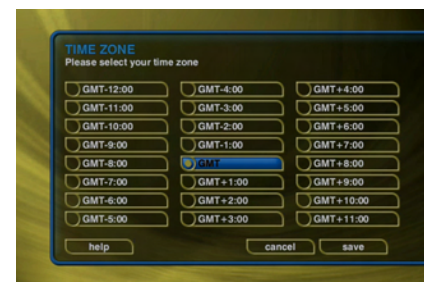 TIME ZONE
Please select your time zone
GMT-12:00 GMT-4:00 GMT+4:00
GMT-11:00 GMT-3:00 GMT+5:00
GMT-10:00 GMT-2:00 GMT+6:00
GMT-9:00 GMT-1:00 GMT+7:00
GMT-8:00 GMT GMT+8:00
GMT-7:00 GMT+1:00 GMT+9:00
GMT-6:00 GMT+2:00 GMT+10:00
GMT-5:00 GMT+3:00 GMT+11:00
help cancel save